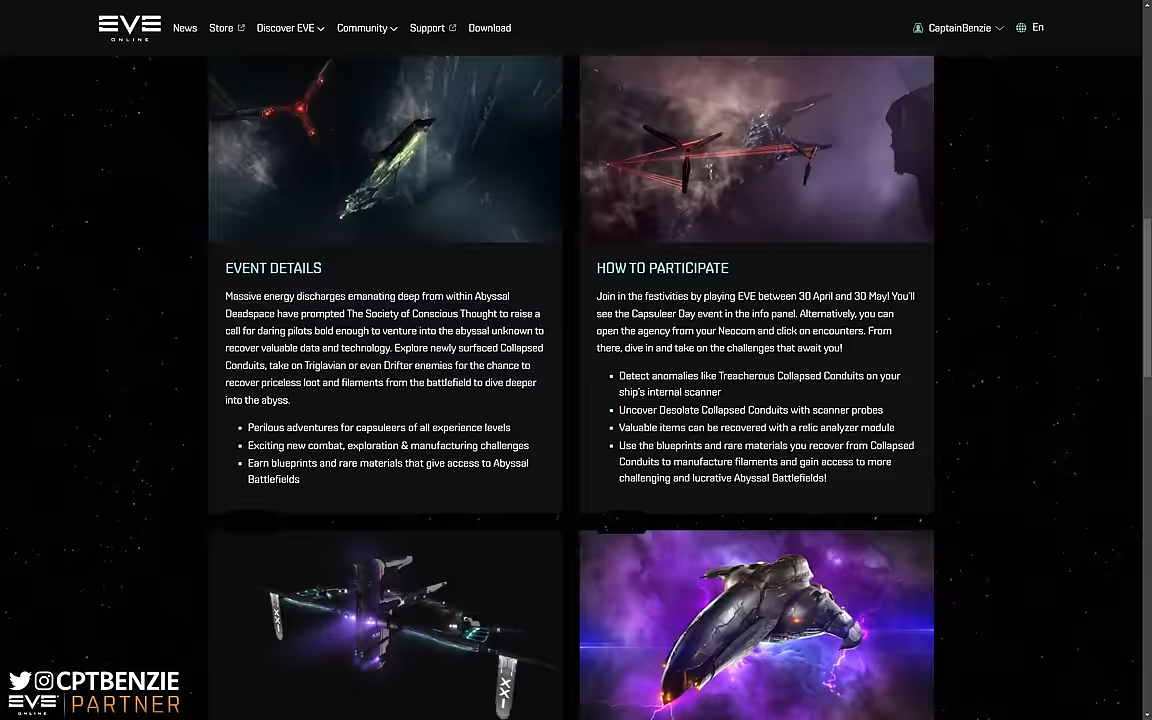 EVE
ONLINE
News
Store
Discover EVE
Community
Support
Download
CaptainBenzie
En
EVENT DETAILS
Massive energy discharges emanating deep from within Abyssal
Deadspace have prompted The Society of Conscious Thought to raise a
call for daring pilots bold enough to venture into the abyssal unknown to
recover valuable data and technology. Explore newly surfaced Collapsed
Conduits, take on Triglavian or even Drifter enemies for the chance to
recover priceless loot and filaments from the battlefield to dive deeper
into the abyss.
Perilous adventures for capsuleers of all experience levels
Exciting new combat, exploration & manufacturing challenges
Earn blueprints and rare materials that give access to Abyssal
Battlefields
HOW TO PARTICIPATE
Join in the festivities by playing EVE between 30 April and 30 May! You'll
see the Capsuleer Day event in the info panel. Alternatively, you can
open the agency from your Neocom and click on encounters. From
there, dive in and take on the challenges that await you!
Detect anomalies like Treacherous Collapsed Conduits on your
ship's internal scanner
Uncover Desolate Collapsed Conduits with scanner probes
Valuable items can be recovered with a relic analyzer module
Use the blueprints and rare materials you recover from Collapsed
Conduits to manufacture filaments and gain access to more
challenging and lucrative Abyssal Battlefields!
XXI
XXI
CPTBENZIE
EVE
ONLINE
PARTNER